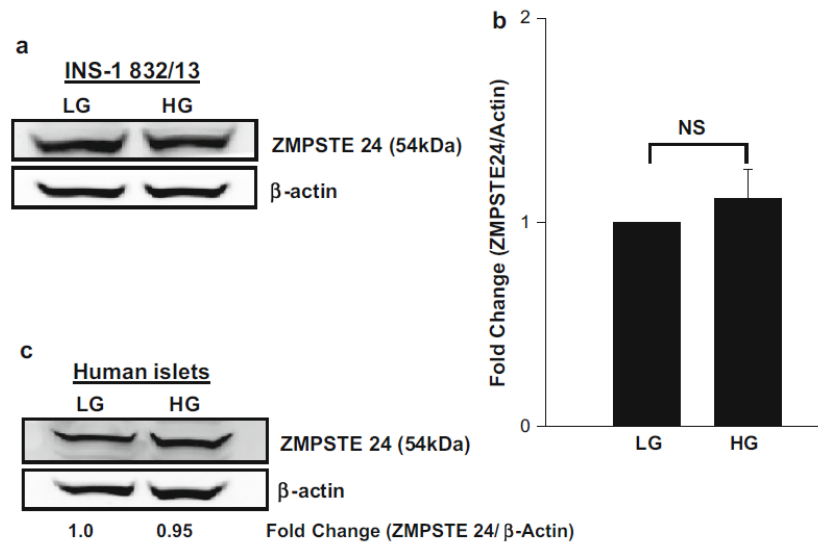 a
INS-1 832/13
LG HG
ZMPSTE 24 (54kDa)
β-actin
b
Fold Change (ZMPSTE24/Actin)
2
1
0
NS
LG HG
c
Human islets
LG HG
ZMPSTE 24 (54kDa)
β-actin
1.0 0.95 Fold Change (ZMPSTE 24/ β-Actin)